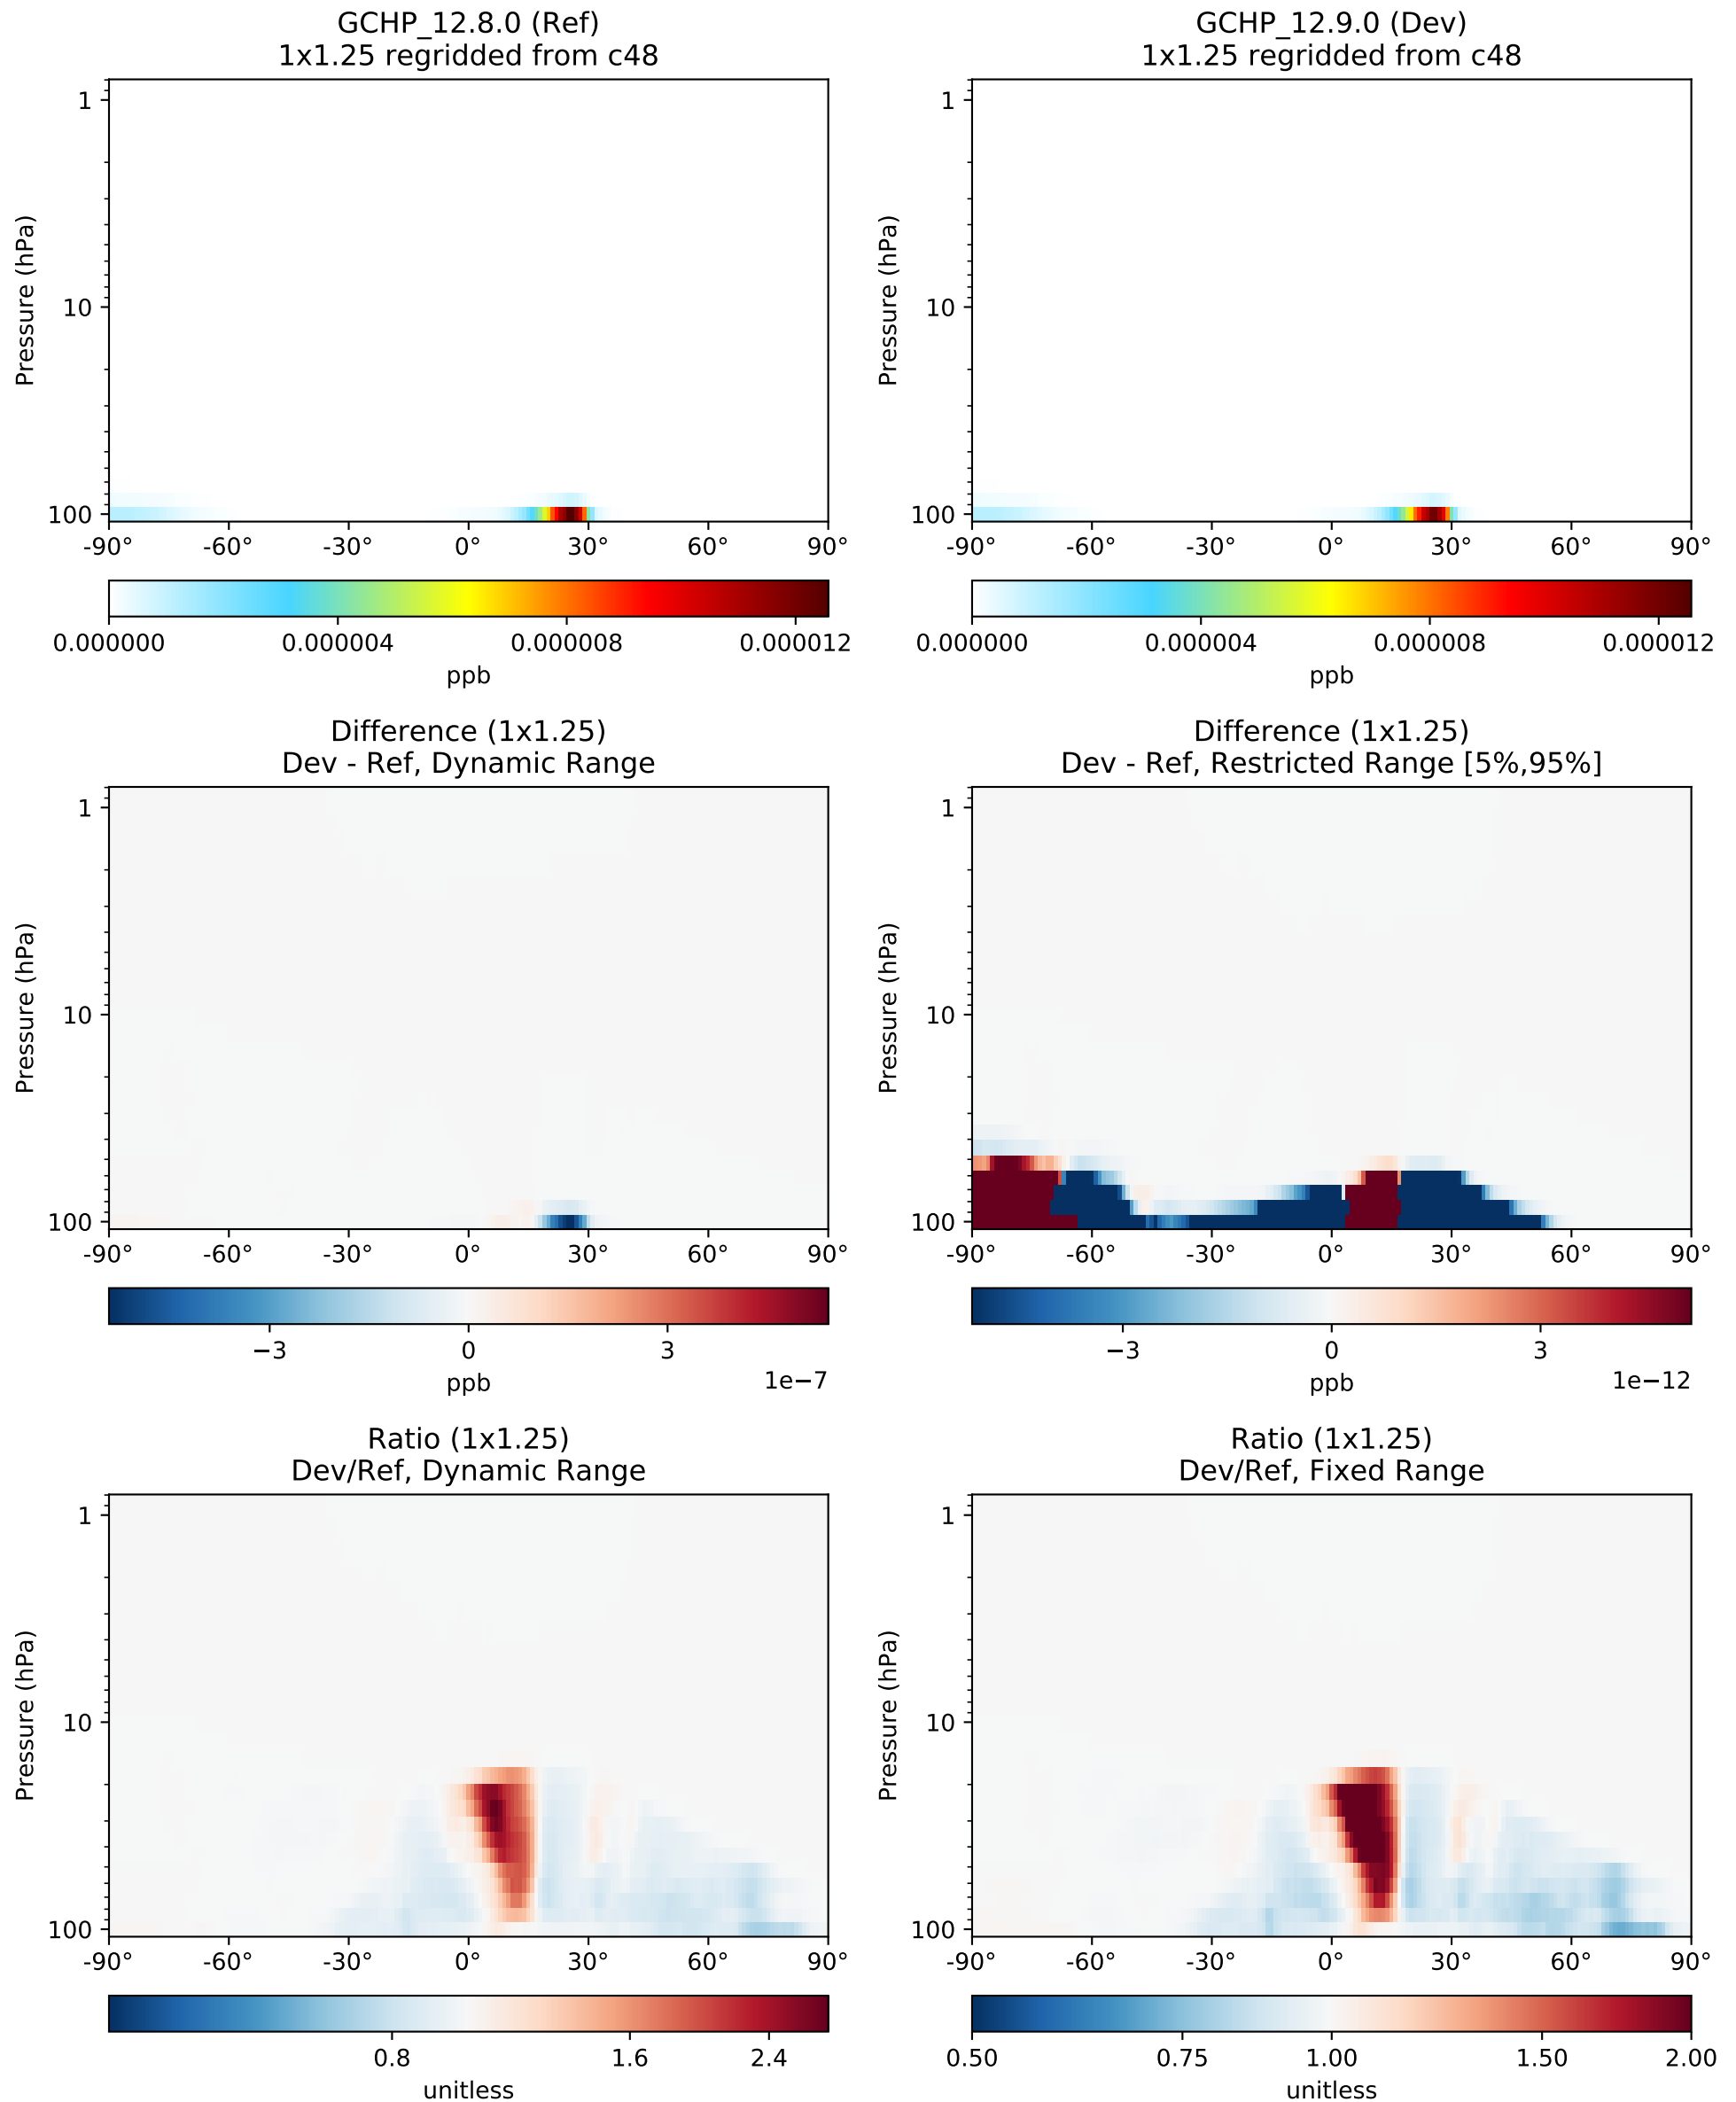 GCHP_12.8.0 (Ref)
1x1.25 regridded from c48
Pressure (hPa)
1
10
100
-90° -60° -30° 0° 30° 60° 90°
0.000000 0.000004 0.000008 0.000012
ppb
GCHP_12.9.0 (Dev)
1x1.25 regridded from c48
Pressure (hPa)
1
10
100
-90° -60° -30° 0° 30° 60° 90°
0.000000 0.000004 0.000008 0.000012
ppb
Difference (1x1.25)
Dev - Ref, Dynamic Range
Pressure (hPa)
1
10
100
-90° -60° -30° 0° 30° 60° 90°
−3 0 3
ppb
1e−7
Difference (1x1.25)
Dev - Ref, Restricted Range [5%,95%]
Pressure (hPa)
1
10
100
-90° -60° -30° 0° 30° 60° 90°
−3 0 3
ppb
1e−12
Ratio (1x1.25)
Dev/Ref, Dynamic Range
Pressure (hPa)
1
10
100
-90° -60° -30° 0° 30° 60° 90°
0.8 1.6 2.4
unitless
Ratio (1x1.25)
Dev/Ref, Fixed Range
Pressure (hPa)
1
10
100
-90° -60° -30° 0° 30° 60° 90°
0.50 0.75 1.00 1.50 2.00
unitless